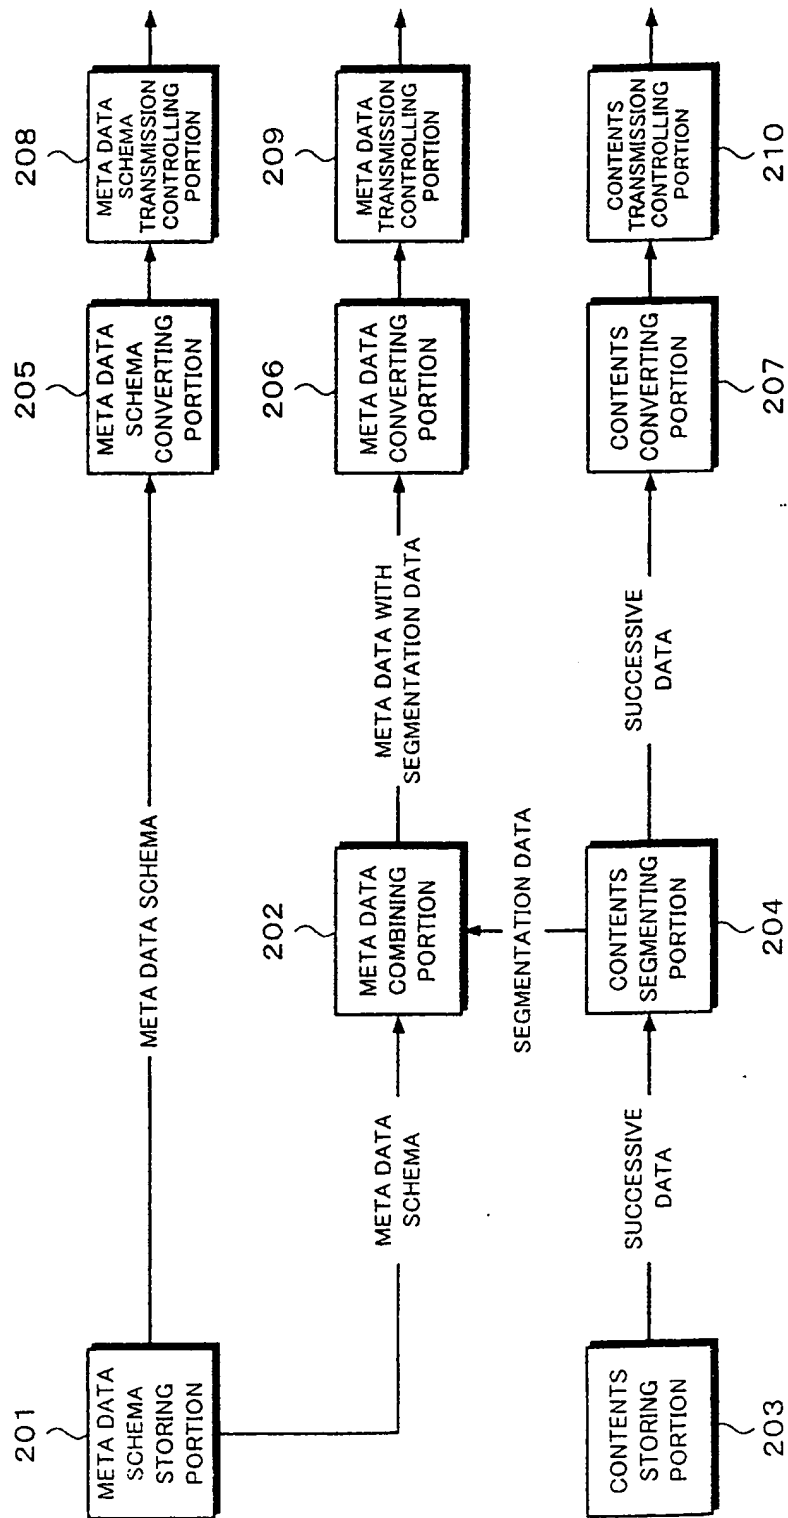 201
META DATA
SCHEMA
STORING
PORTION
META DATA SCHEMA
205
META DATA
SCHEMA
CONVERTING
PORTION
208
META DATA
SCHEMA
TRANSMISSION
CONTROLLING
PORTION
META DATA
SCHEMA
202
META DATA
COMBINING
PORTION
META DATA WITH
SEGMENTATION DATA
206
META DATA
CONVERTING
PORTION
209
META DATA
TRANSMISSION
CONTROLLING
PORTION
SEGMENTATION DATA
203
CONTENTS
STORING
PORTION
SUCCESSIVE
DATA
204
CONTENTS
SEGMENTING
PORTION
SUCCESSIVE
DATA
207
CONTENTS
CONVERTING
PORTION
210
CONTENTS
TRANSMISSION
CONTROLLING
PORTION